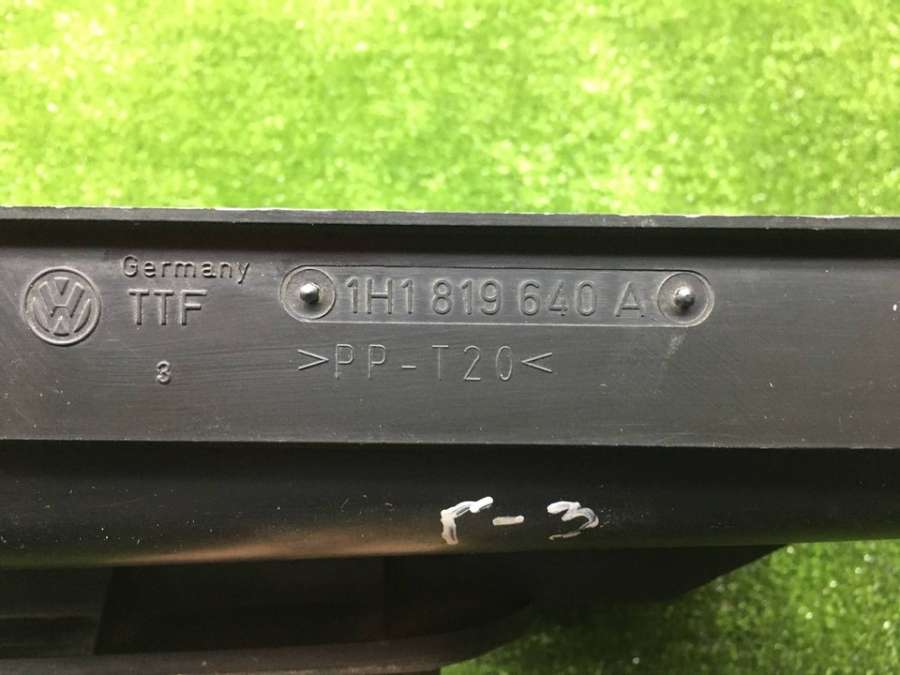 Germany
TTF
1H1 819 640 A
3
>PP-T20<
Г-3